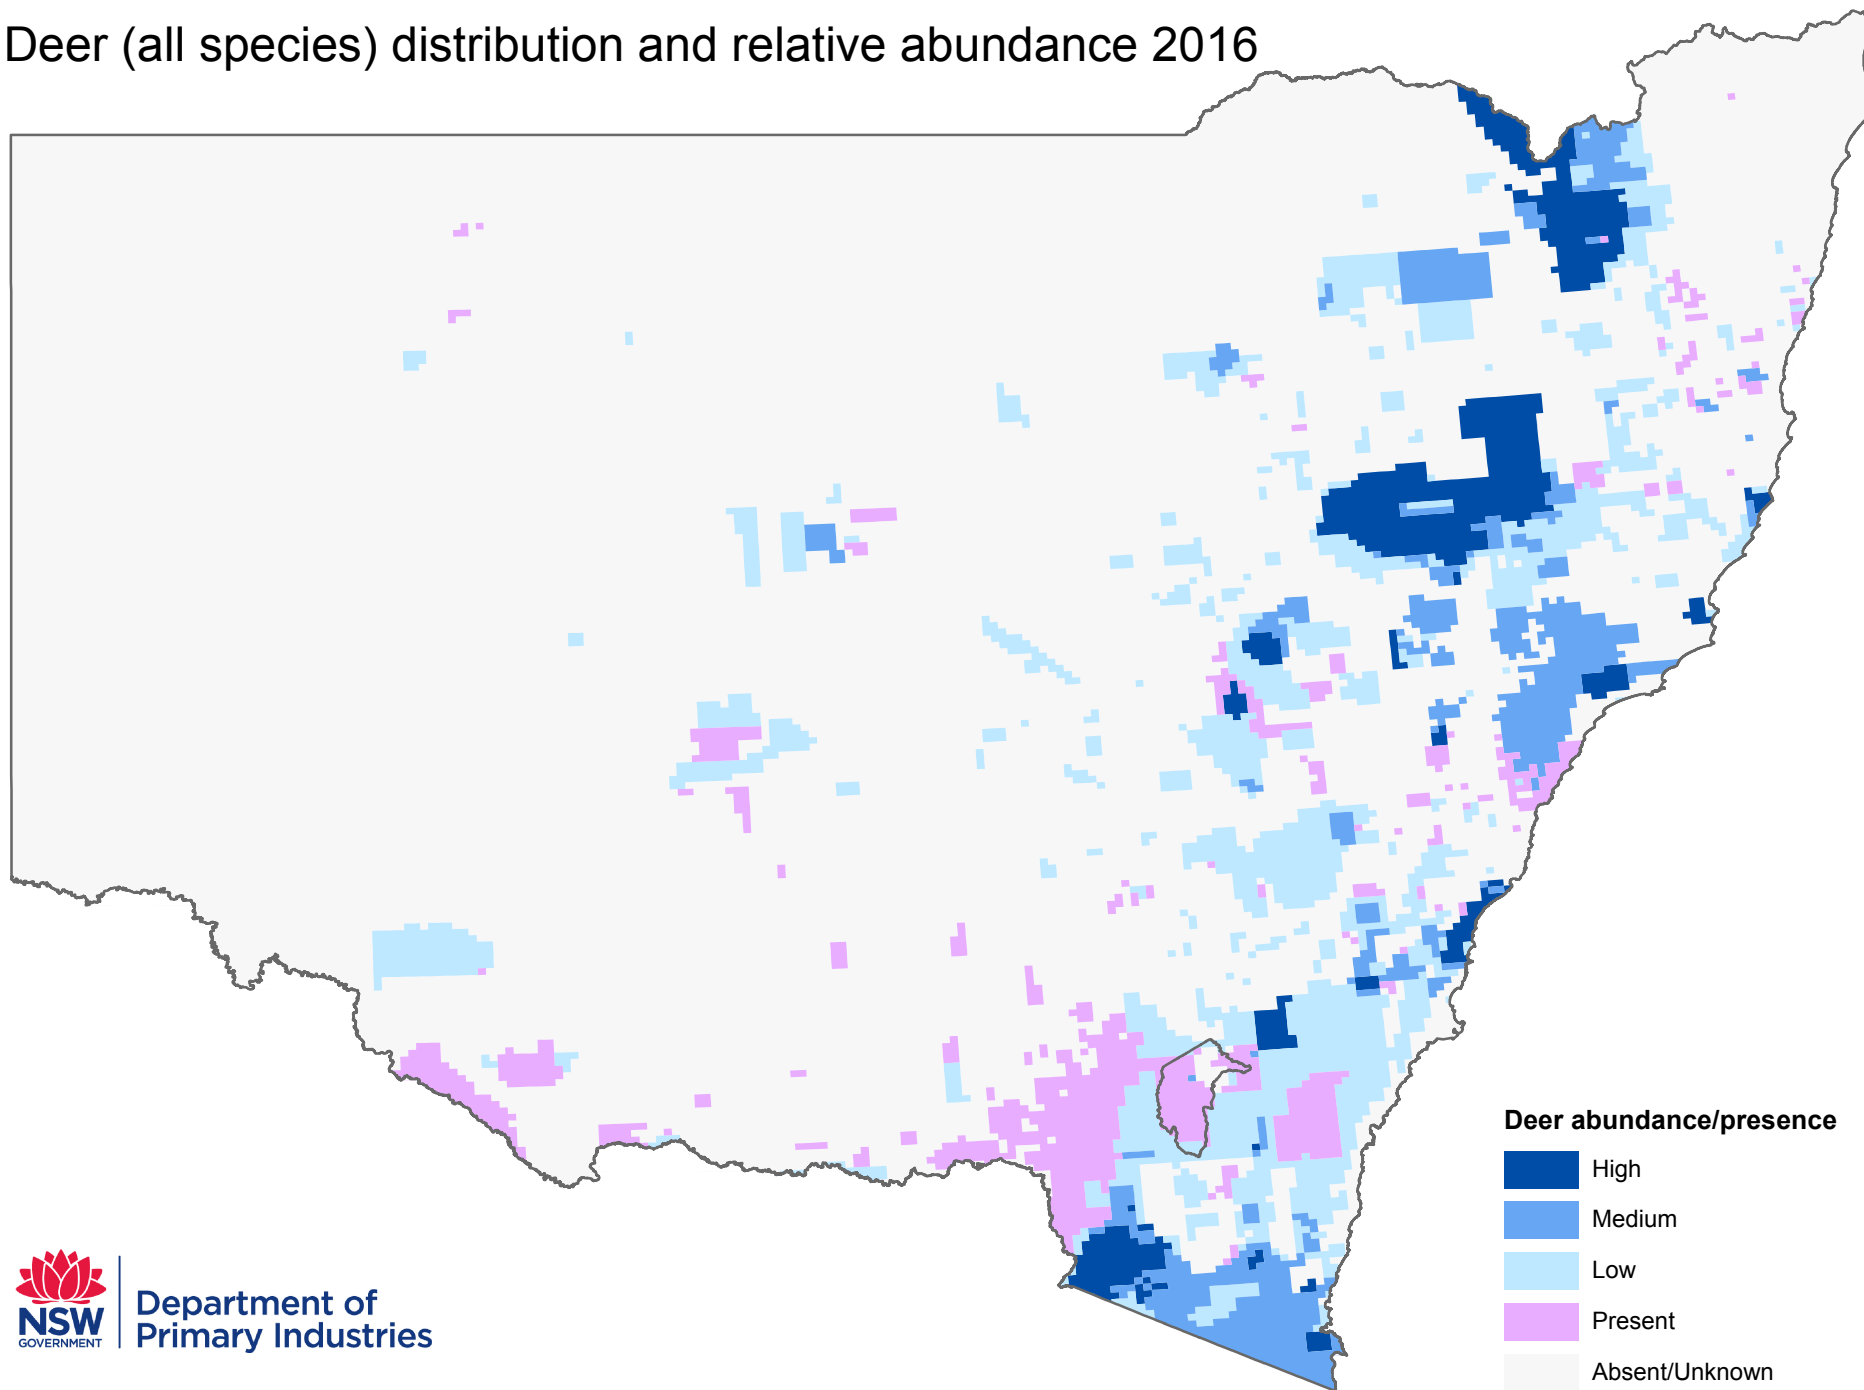 Deer (all species) distribution and relative abundance 2016
Deer abundance/presence
High
Medium
Low
Present
Absent/Unknown
NSW
GOVERNMENT
Department of
Primary Industries